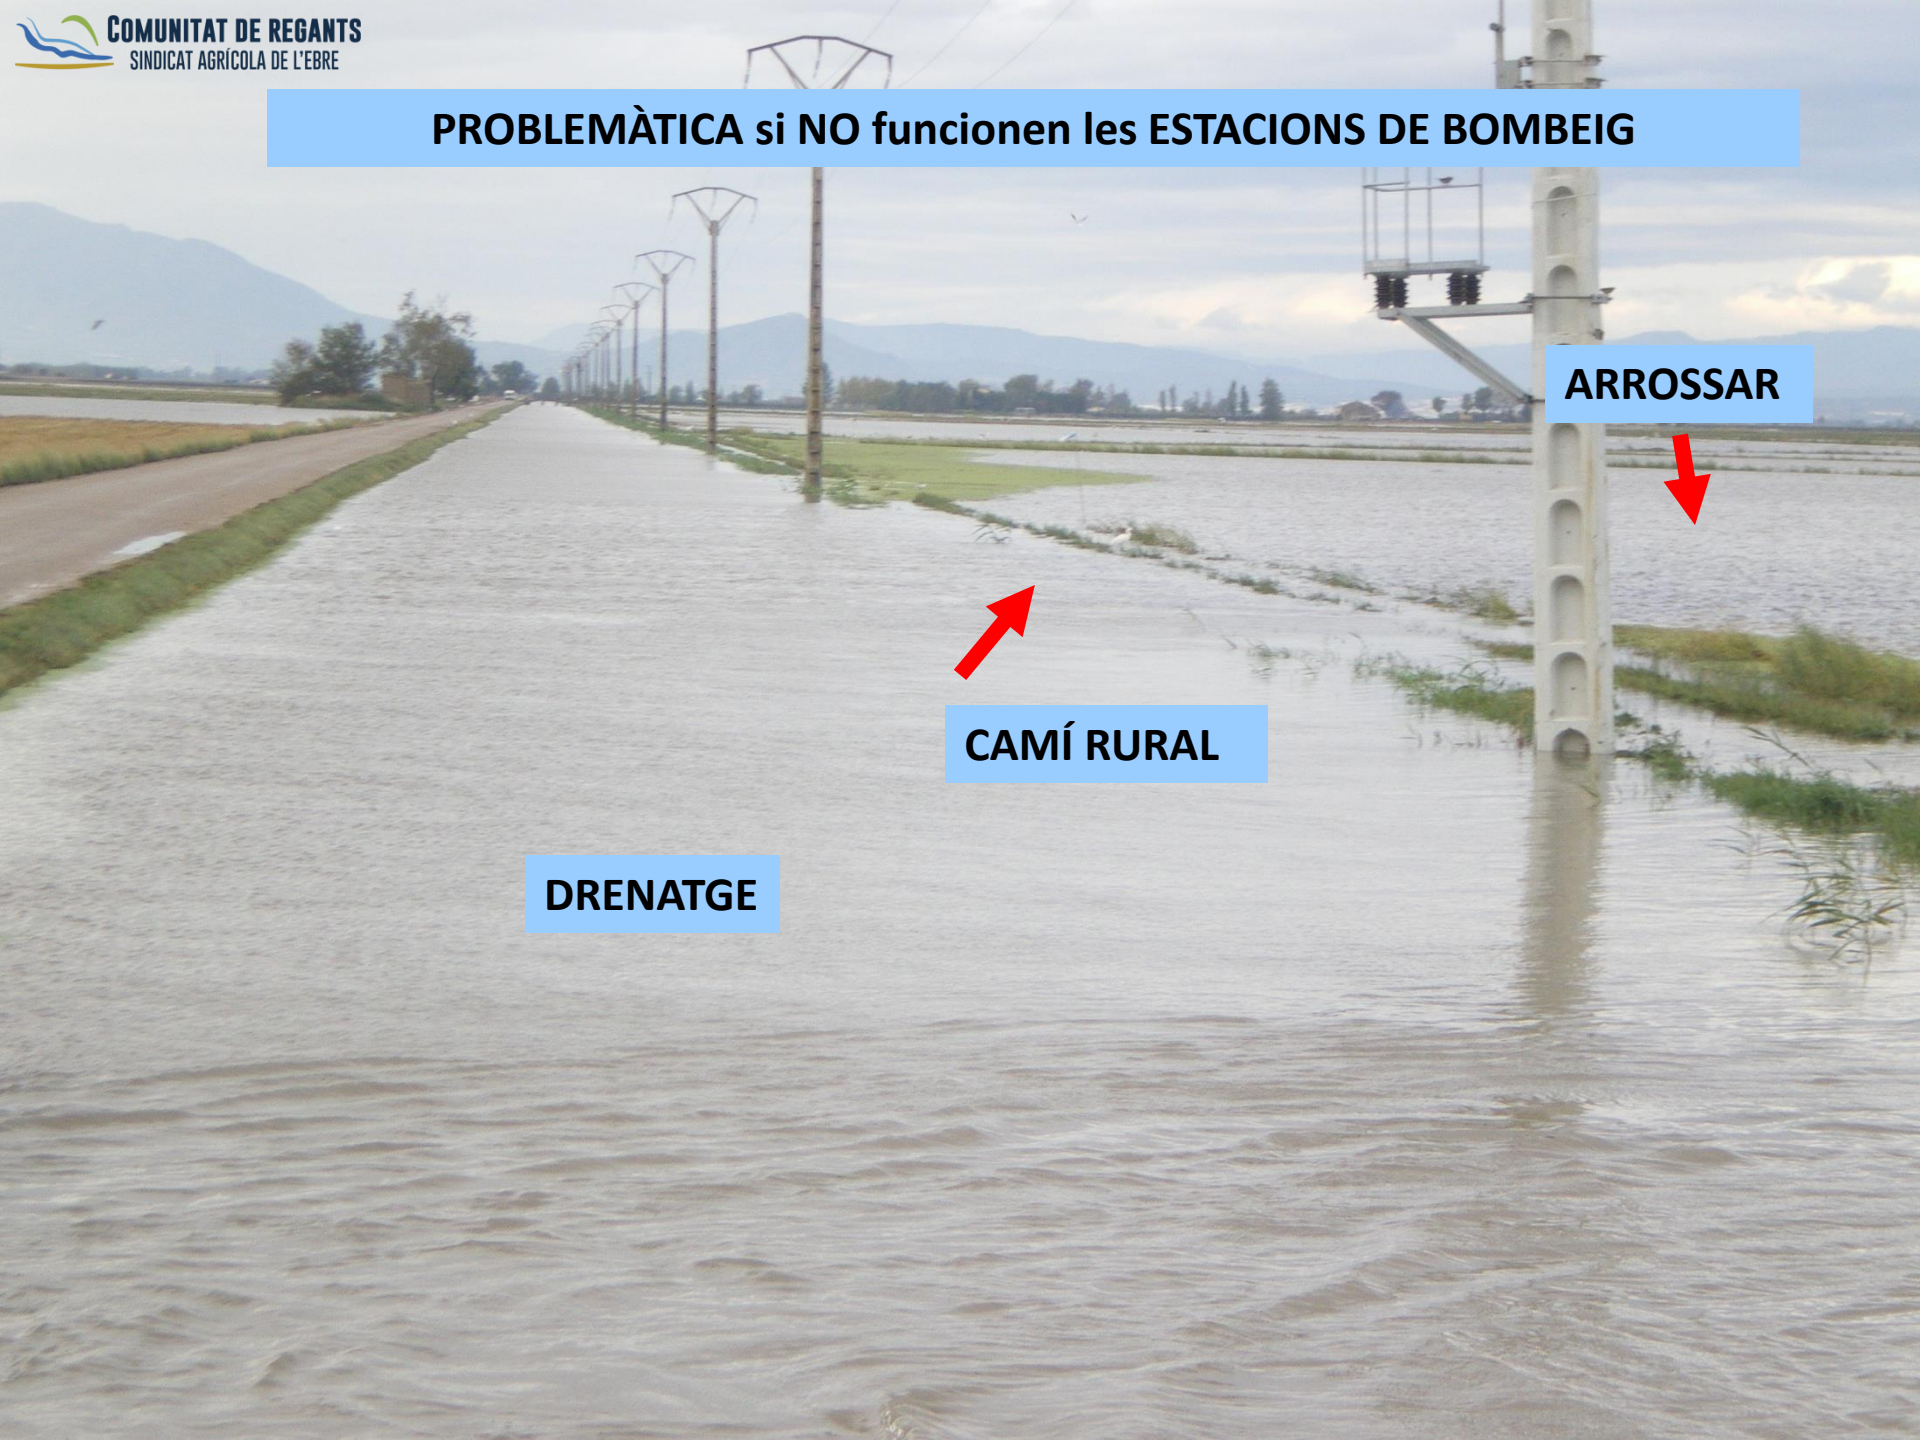 COMUNITAT DE REGANTS
SINDICAT AGRÍCOLA DE L'EBRE
PROBLEMÀTICA si NO funcionen les ESTACIONS DE BOMBEIG
ARROSSAR
CAMÍ RURAL
DRENATGE